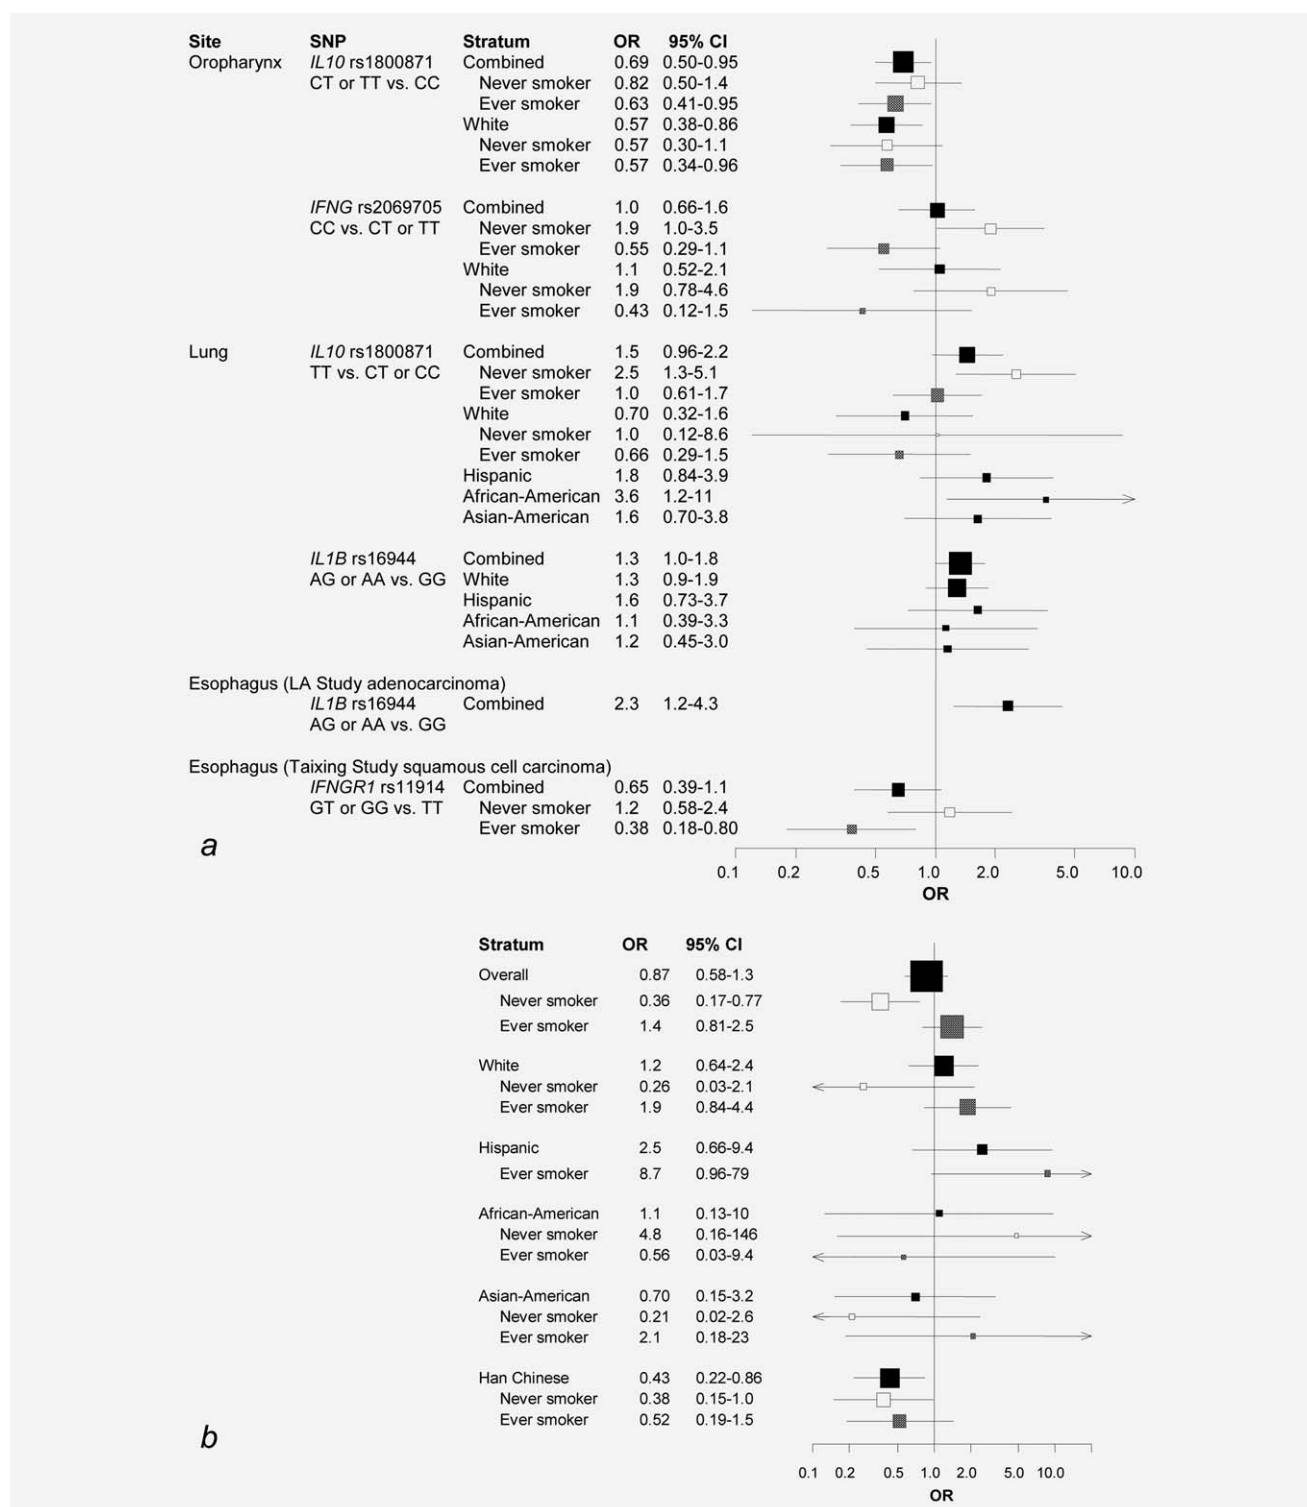 Site SNP Stratum OR 95% CI
Oropharynx IL10 rs1800871 Combined 0.69 0.50-0.95
CT or TT vs. CC Never smoker 0.82 0.50-1.4
Ever smoker 0.63 0.41-0.95
White 0.57 0.38-0.86
Never smoker 0.57 0.30-1.1
Ever smoker 0.57 0.34-0.96
IFNG rs2069705 Combined 1.0 0.66-1.6
CC vs. CT or TT Never smoker 1.9 1.0-3.5
Ever smoker 0.55 0.29-1.1
White 1.1 0.52-2.1
Never smoker 1.9 0.78-4.6
Ever smoker 0.43 0.12-1.5
Lung IL10 rs1800871 Combined 1.5 0.96-2.2
TT vs. CT or CC Never smoker 2.5 1.3-5.1
Ever smoker 1.0 0.61-1.7
White 0.70 0.32-1.6
Never smoker 1.0 0.12-8.6
Ever smoker 0.66 0.29-1.5
Hispanic 1.8 0.84-3.9
African-American 3.6 1.2-11
Asian-American 1.6 0.70-3.8
IL1B rs16944 Combined 1.3 1.0-1.8
AG or AA vs. GG White 1.3 0.9-1.9
Hispanic 1.6 0.73-3.7
African-American 1.1 0.39-3.3
Asian-American 1.2 0.45-3.0
Esophagus (LA Study adenocarcinoma)
IL1B rs16944 Combined 2.3 1.2-4.3
AG or AA vs. GG
Esophagus (Taixing Study squamous cell carcinoma)
IFNGR1 rs11914 Combined 0.65 0.39-1.1
GT or GG vs. TT Never smoker 1.2 0.58-2.4
Ever smoker 0.38 0.18-0.80
a
0.1 0.2 0.5 1.0 2.0 5.0 10.0
OR
Stratum OR 95% CI
Overall 0.87 0.58-1.3
Never smoker 0.36 0.17-0.77
Ever smoker 1.4 0.81-2.5
White 1.2 0.64-2.4
Never smoker 0.26 0.03-2.1
Ever smoker 1.9 0.84-4.4
Hispanic 2.5 0.66-9.4
Ever smoker 8.7 0.96-79
African-American 1.1 0.13-10
Never smoker 4.8 0.16-146
Ever smoker 0.56 0.03-9.4
Asian-American 0.70 0.15-3.2
Never smoker 0.21 0.02-2.6
Ever smoker 2.1 0.18-23
Han Chinese 0.43 0.22-0.86
Never smoker 0.38 0.15-1.0
Ever smoker 0.52 0.19-1.5
b
0.1 0.2 0.5 1.0 2.0 5.0 10.0
OR